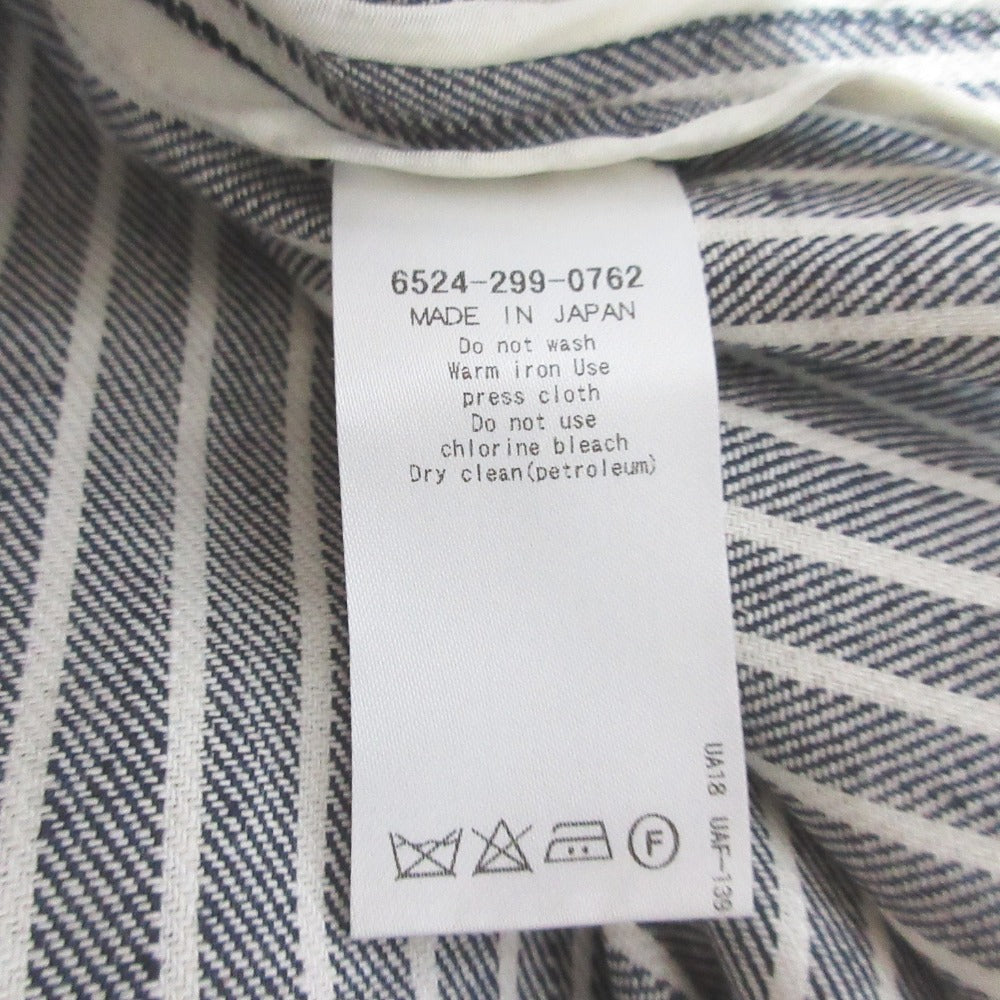 6524-299-0762
MADE IN JAPAN
Do not wash
Warm iron Use
press cloth
Do not use
chlorine bleach
Dry clean(petroleum)
F
UA18 UAF-139